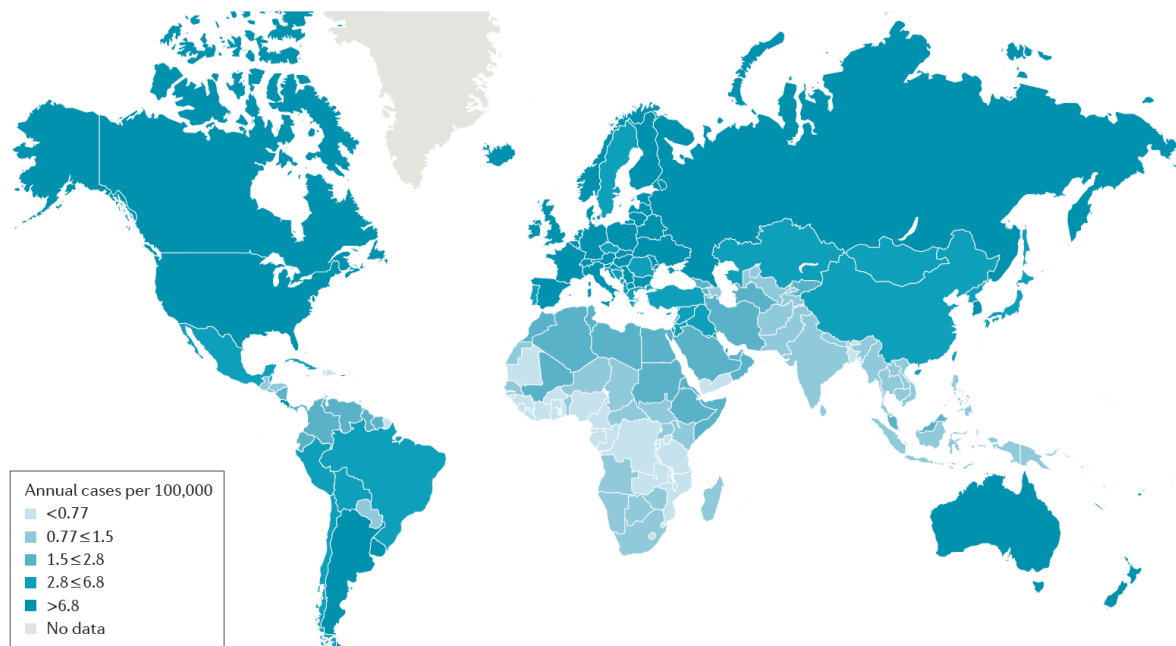 Annual cases per 100,000
<0.77
0.77≤1.5
1.5≤2.8
2.8≤6.8
>6.8
No data